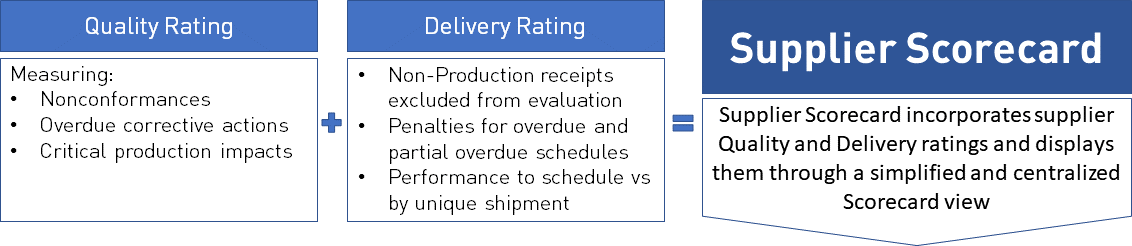 Quality Rating
Measuring:
• Nonconformances
• Overdue corrective actions
• Critical production impacts
+
Delivery Rating
• Non-Production receipts
excluded from evaluation
• Penalties for overdue and
partial overdue schedules
• Performance to schedule vs
by unique shipment
=
Supplier Scorecard
Supplier Scorecard incorporates supplier
Quality and Delivery ratings and displays
them through a simplified and centralized
Scorecard view